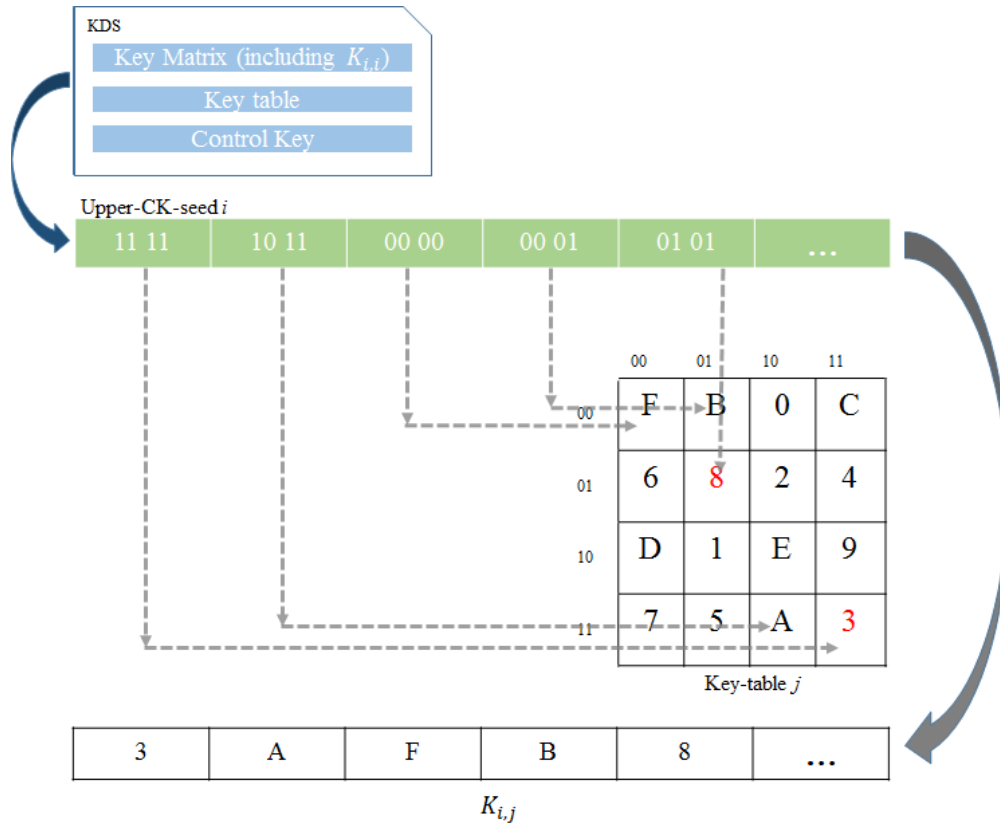 KDS
Key Matrix (including K_{i,i})
Key table
Control Key
Upper-CK-seed i
11 11 10 11 00 00 00 01 01 01 ...
00 01 10 11
00 F B 0 C
01 6 8 2 4
10 D 1 E 9
11 7 5 A 3
Key-table j
3 A F B 8 ...
K_{i,j}